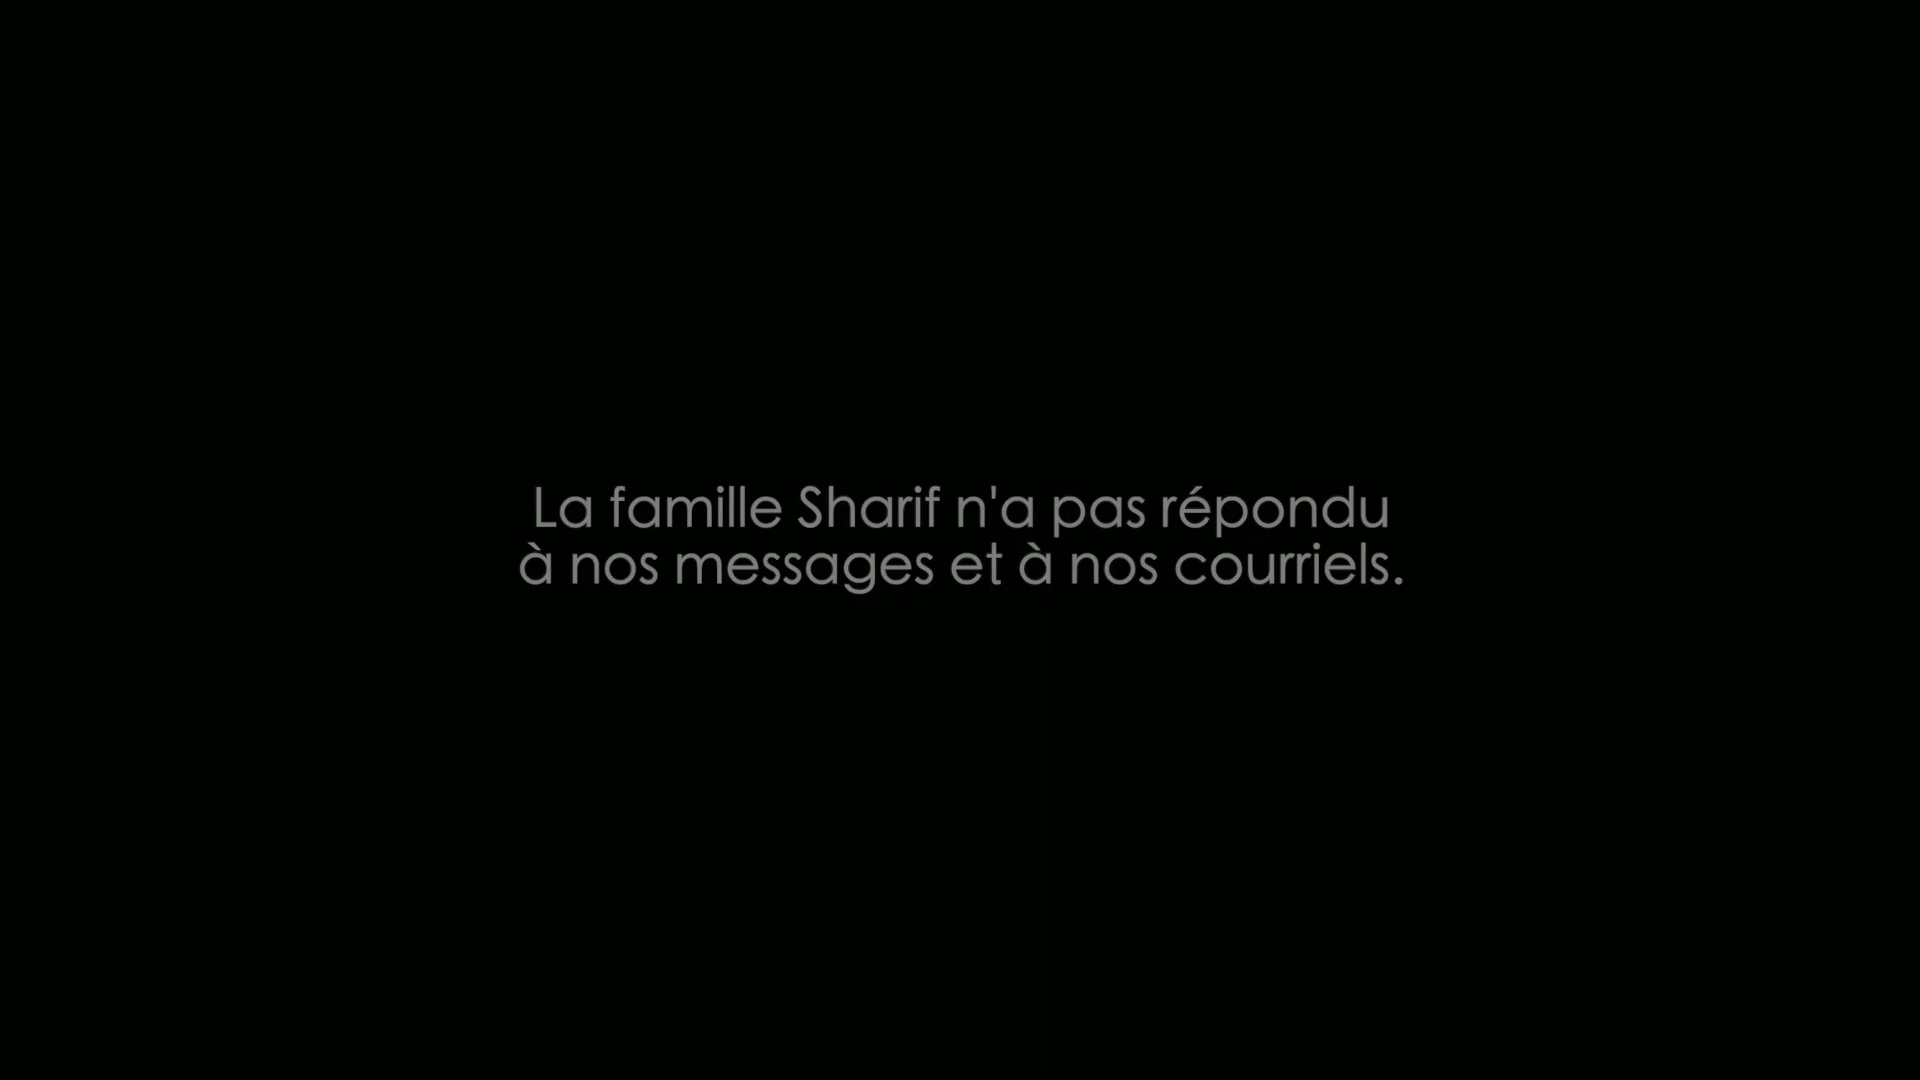 La famille Sharif n'a pas répondu
à nos messages et à nos courriels.